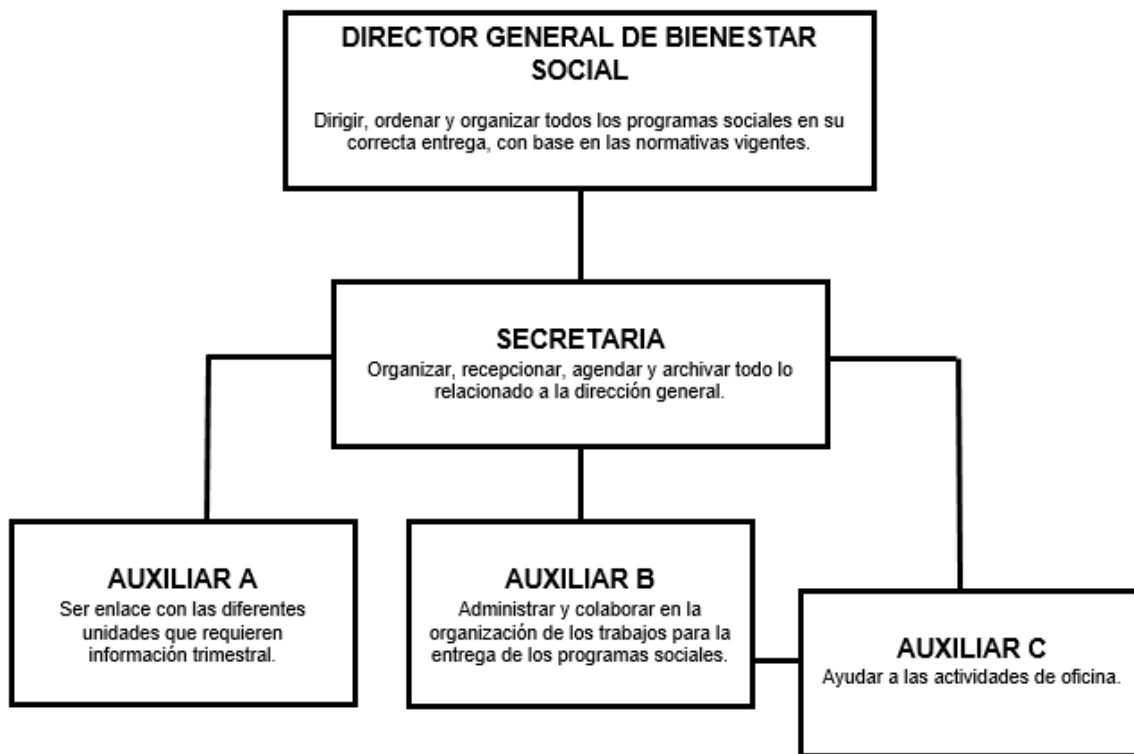 DIRECTOR GENERAL DE BIENESTAR
SOCIAL
Dirigir, ordenar y organizar todos los programas sociales en su
correcta entrega, con base en las normativas vigentes.
SECRETARIA
Organizar, recepcionar, agendar y archivar todo lo
relacionado a la dirección general.
AUXILIAR A
Ser enlace con las diferentes
unidades que requieren
información trimestral.
AUXILIAR B
Administrar y colaborar en la
organización de los trabajos para la
entrega de los programas sociales.
AUXILIAR C
Ayudar a las actividades de oficina.